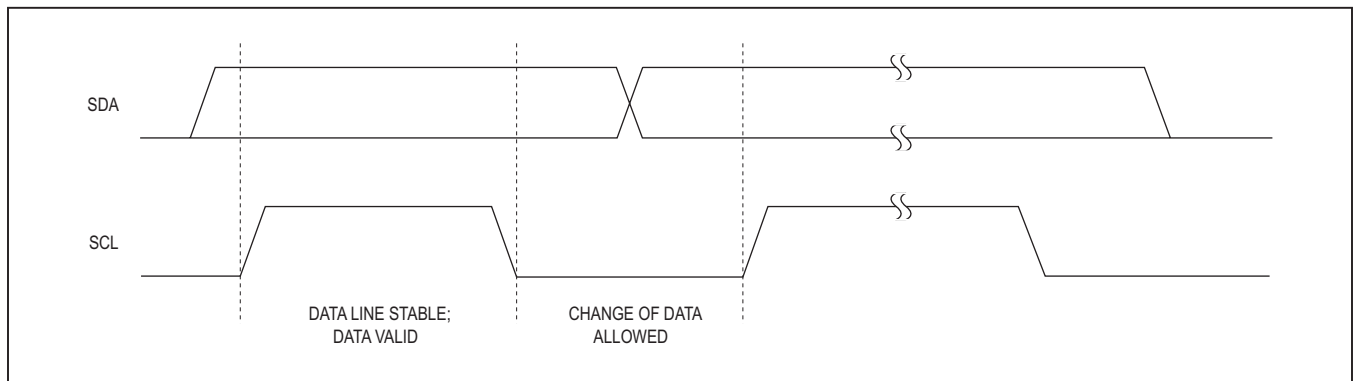 SDA
SCL
DATA LINE STABLE;
DATA VALID
CHANGE OF DATA
ALLOWED